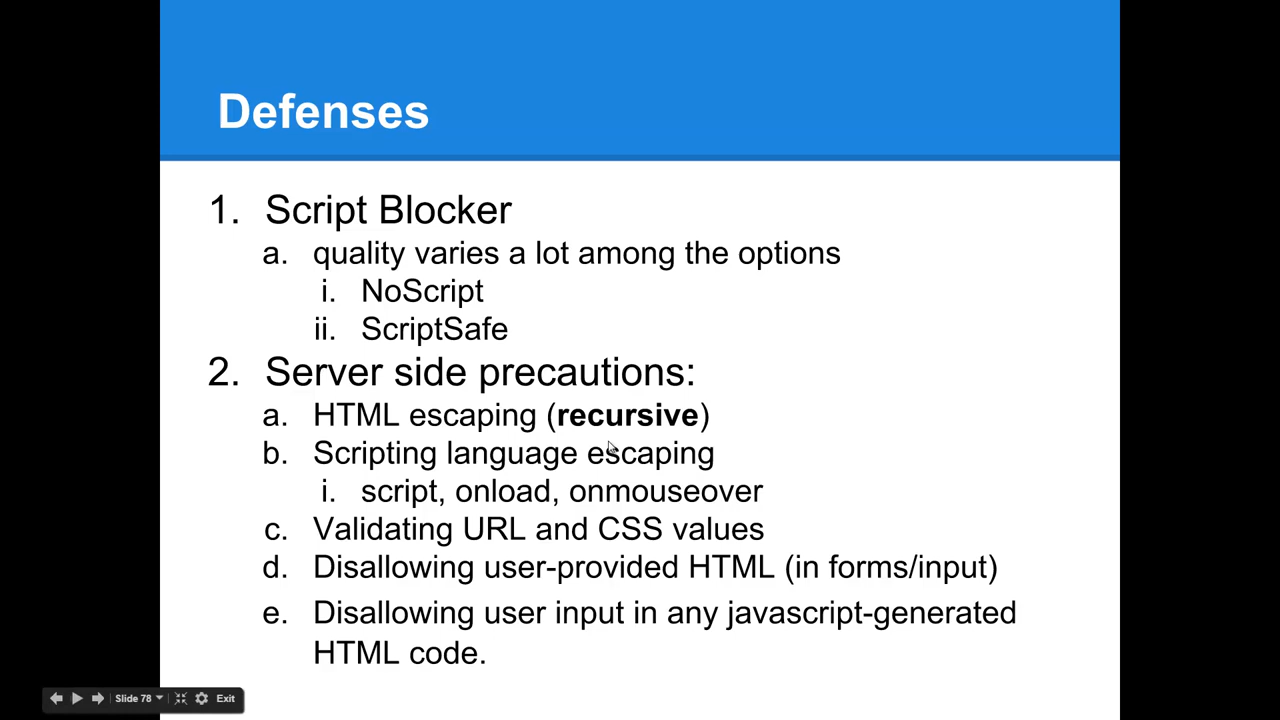 Defenses
1. Script Blocker
a. quality varies a lot among the options
i. NoScript
ii. ScriptSafe
2. Server side precautions:
a. HTML escaping (recursive)
b. Scripting language escaping
i. script, onload, onmouseover
c. Validating URL and CSS values
d. Disallowing user-provided HTML (in forms/input)
e. Disallowing user input in any javascript-generated
HTML code.
Slide 78 Exit